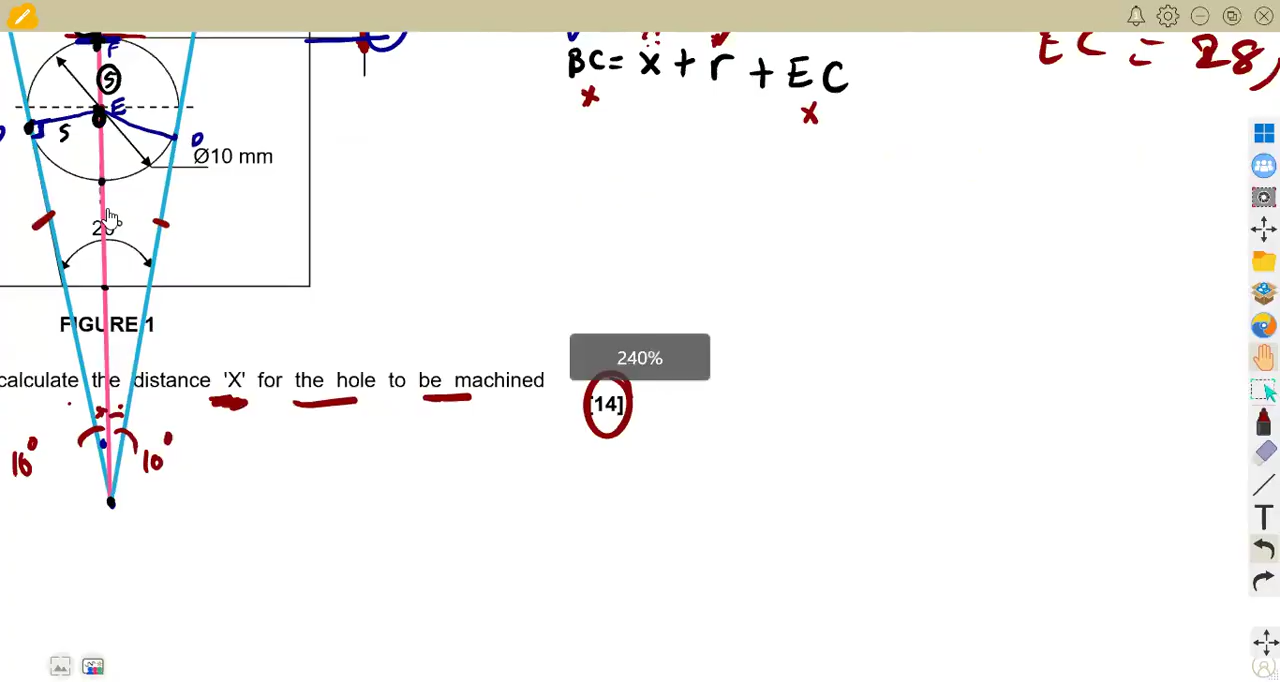 F
BC = x + r + EC
EC = 28,
x
x
S
E
S
D
Ø10 mm
FIGURE 1
240%
calculate the distance 'X' for the hole to be machined
[14]
10°
10°
T